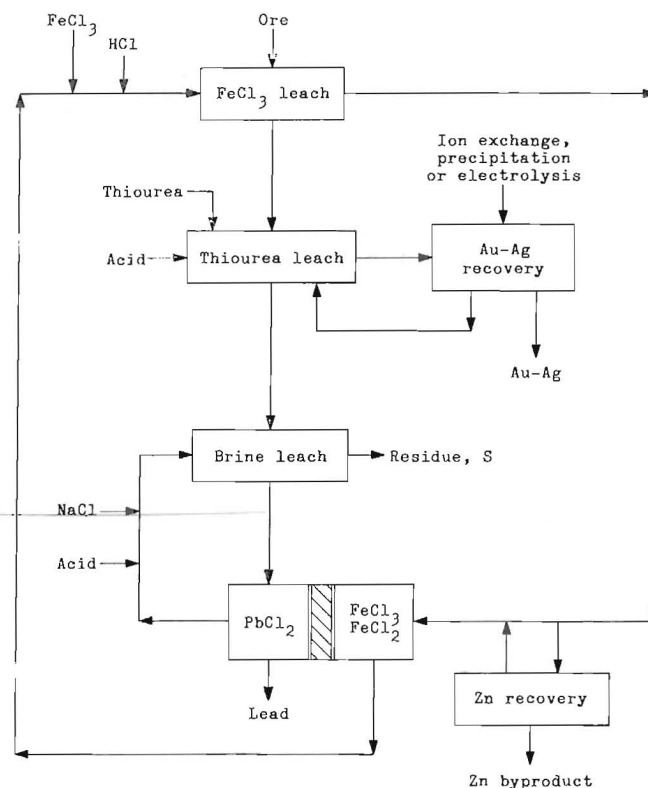 FeCl3
HCl
Ore
FeCl3 leach
Ion exchange,
precipitation
or electrolysis
Thiourea
Acid
Thiourea leach
Au-Ag
recovery
Au-Ag
Brine leach
Residue, S
NaCl
Acid
PbCl2
FeCl3
FeCl2
Lead
Zn recovery
Zn byproduct